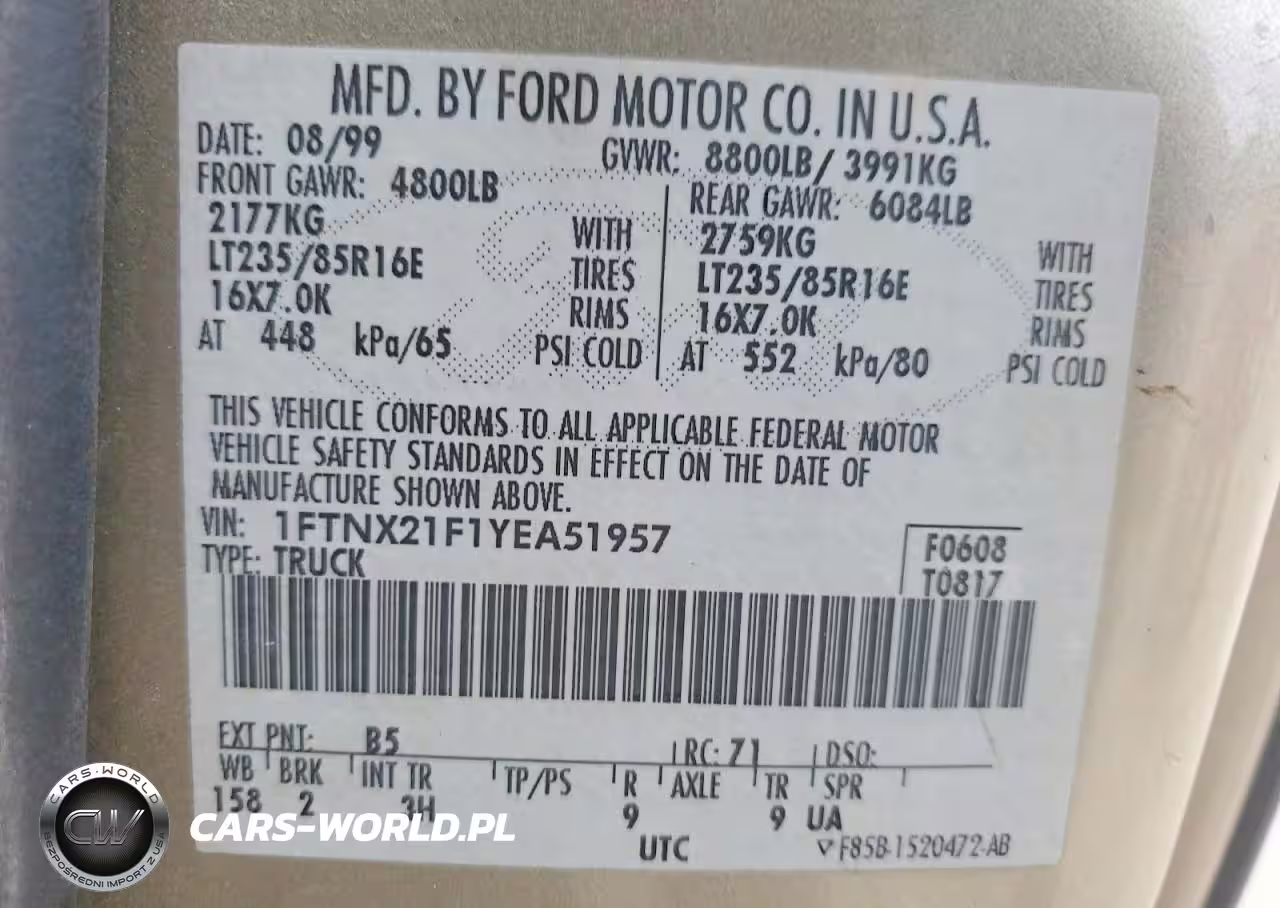 MFD. BY FORD MOTOR CO. IN U.S.A.
DATE: 08/99 GVWR: 8800LB/ 3991KG
FRONT GAWR: 4800LB REAR GAWR: 6084LB
2177KG WITH 2759KG WITH
LT235/85R16E TIRES LT235/85R16E TIRES
16X7.0K RIMS 16X7.0K RIMS
AT 448 kPa/65 PSI COLD AT 552 kPa/80 PSI COLD
THIS VEHICLE CONFORMS TO ALL APPLICABLE FEDERAL MOTOR
VEHICLE SAFETY STANDARDS IN EFFECT ON THE DATE OF
MANUFACTURE SHOWN ABOVE.
VIN: 1FTNX21F1YEA51957 F0608
TYPE: TRUCK T0817
EXT PNT: B5 RC: 71 DSO:
WB BRK INT TR TP/PS R AXLE TR SPR
158 2 3H 9 9 UA
UTC ▽F85B-1520472-AB
CARS-WORLD.PL
CARS-WORLD
CW
BEZPOŚREDNI IMPORT Z USA